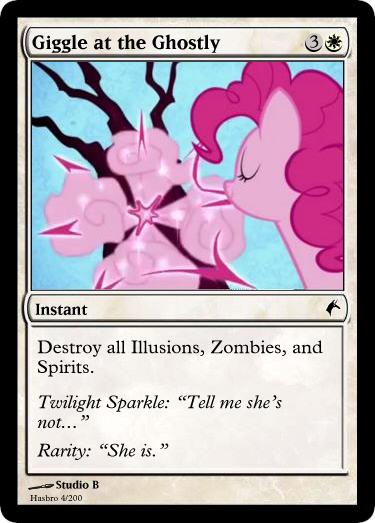 Giggle at the Ghostly 3
Instant
Destroy all Illusions, Zombies, and
Spirits.
Twilight Sparkle: “Tell me she’s
not...”
Rarity: “She is.”
Studio B
Hasbro 4/200